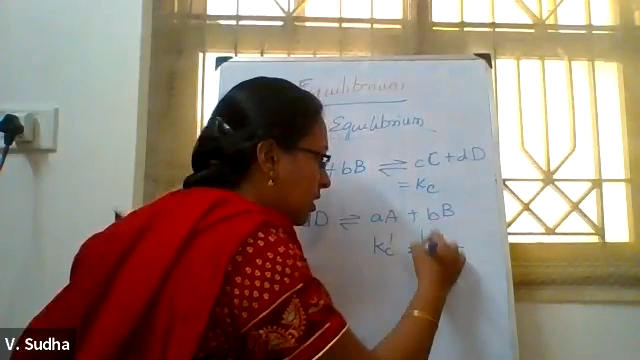 Equilibrium
Equilibrium
+ bB ⇌ cC + dD
= Kc
D ⇌ aA + bB
Kc' =
V. Sudha